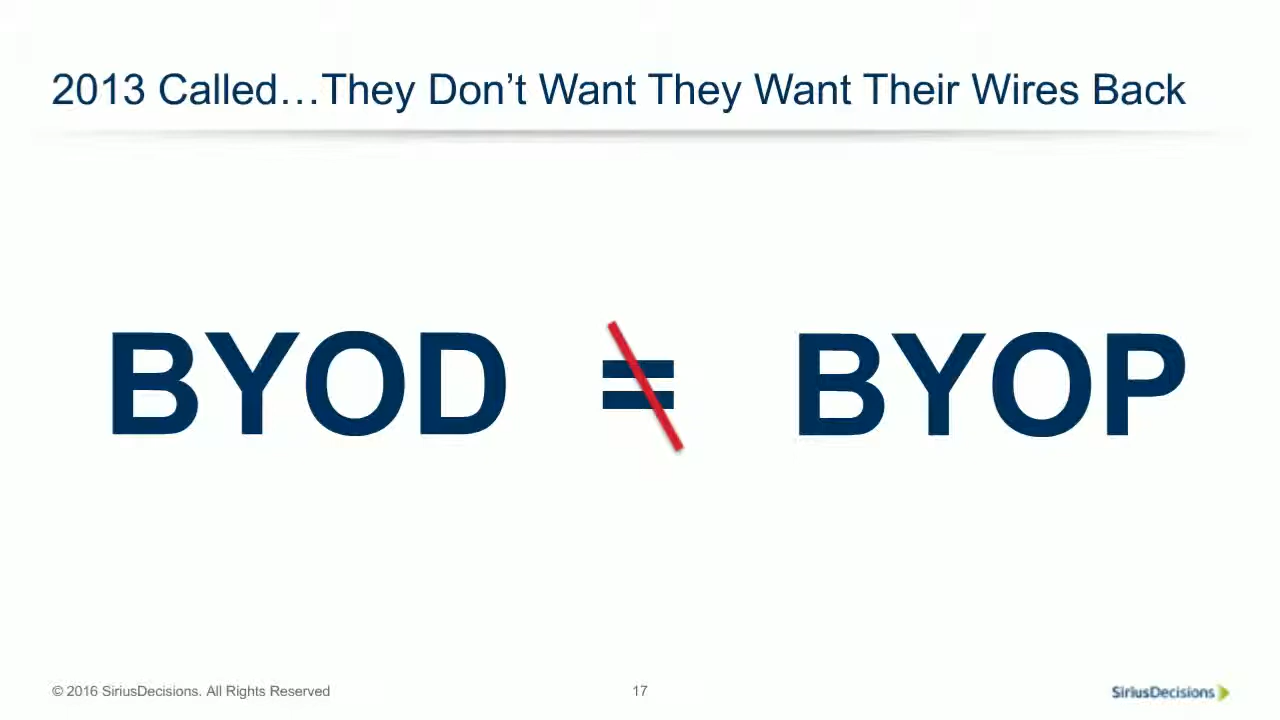 2013 Called…They Don’t Want They Want Their Wires Back
BYOD = BYOP
© 2016 SiriusDecisions. All Rights Reserved 17 SiriusDecisions